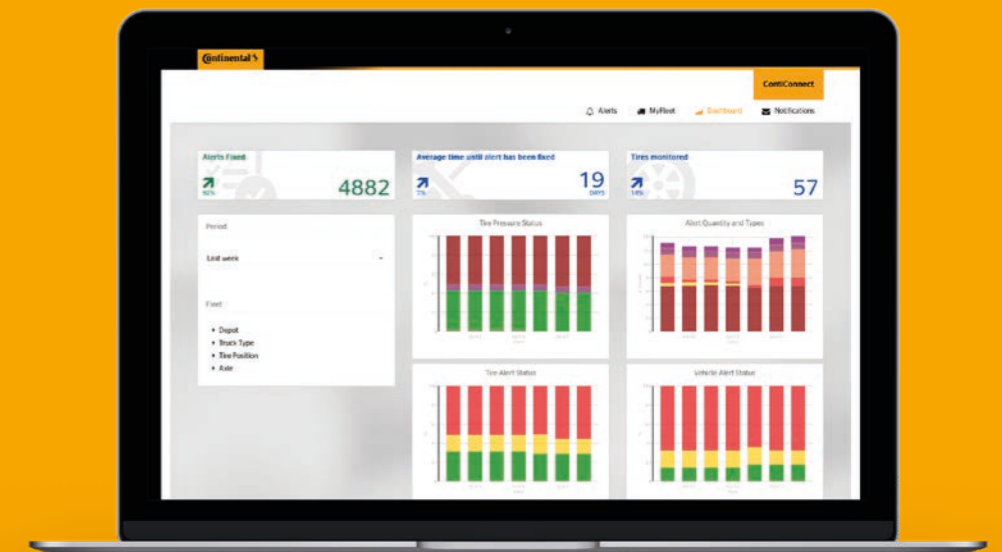 Continental
ContiConnect
Alerts
MyFleet
Dashboard
Notifications
Alerts Fixed
4882
Average time until alert has been fixed
7%
19
DAYS
Tires monitored
57
Period
Last week
Fleet
Depot
Truck Type
Tire Position
Axle
Tire Pressure Status
Alert Quantity and Types
Tire Alert Status
Vehicle Alert Status